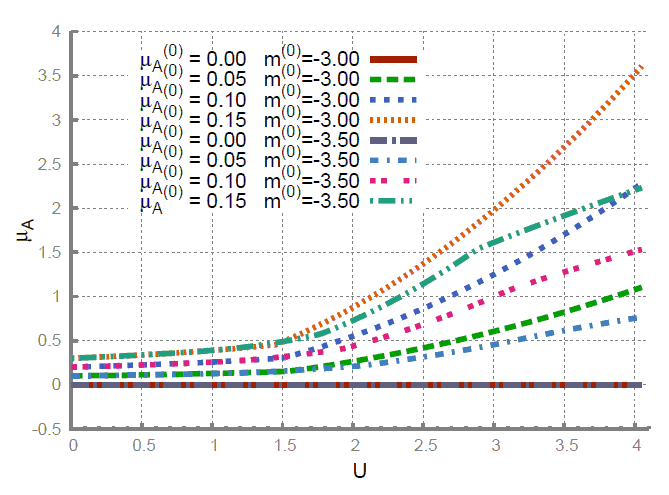 4
3.5
3
2.5
2
1.5
1
0.5
0
-0.5
μA
μA(0) = 0.00 m(0)=-3.00
μA(0) = 0.05 m(0)=-3.00
μA(0) = 0.10 m(0)=-3.00
μA(0) = 0.15 m(0)=-3.00
μA(0) = 0.00 m(0)=-3.50
μA(0) = 0.05 m(0)=-3.50
μA(0) = 0.10 m(0)=-3.50
μA(0) = 0.15 m(0)=-3.50
0 0.5 1 1.5 2 2.5 3 3.5 4
U